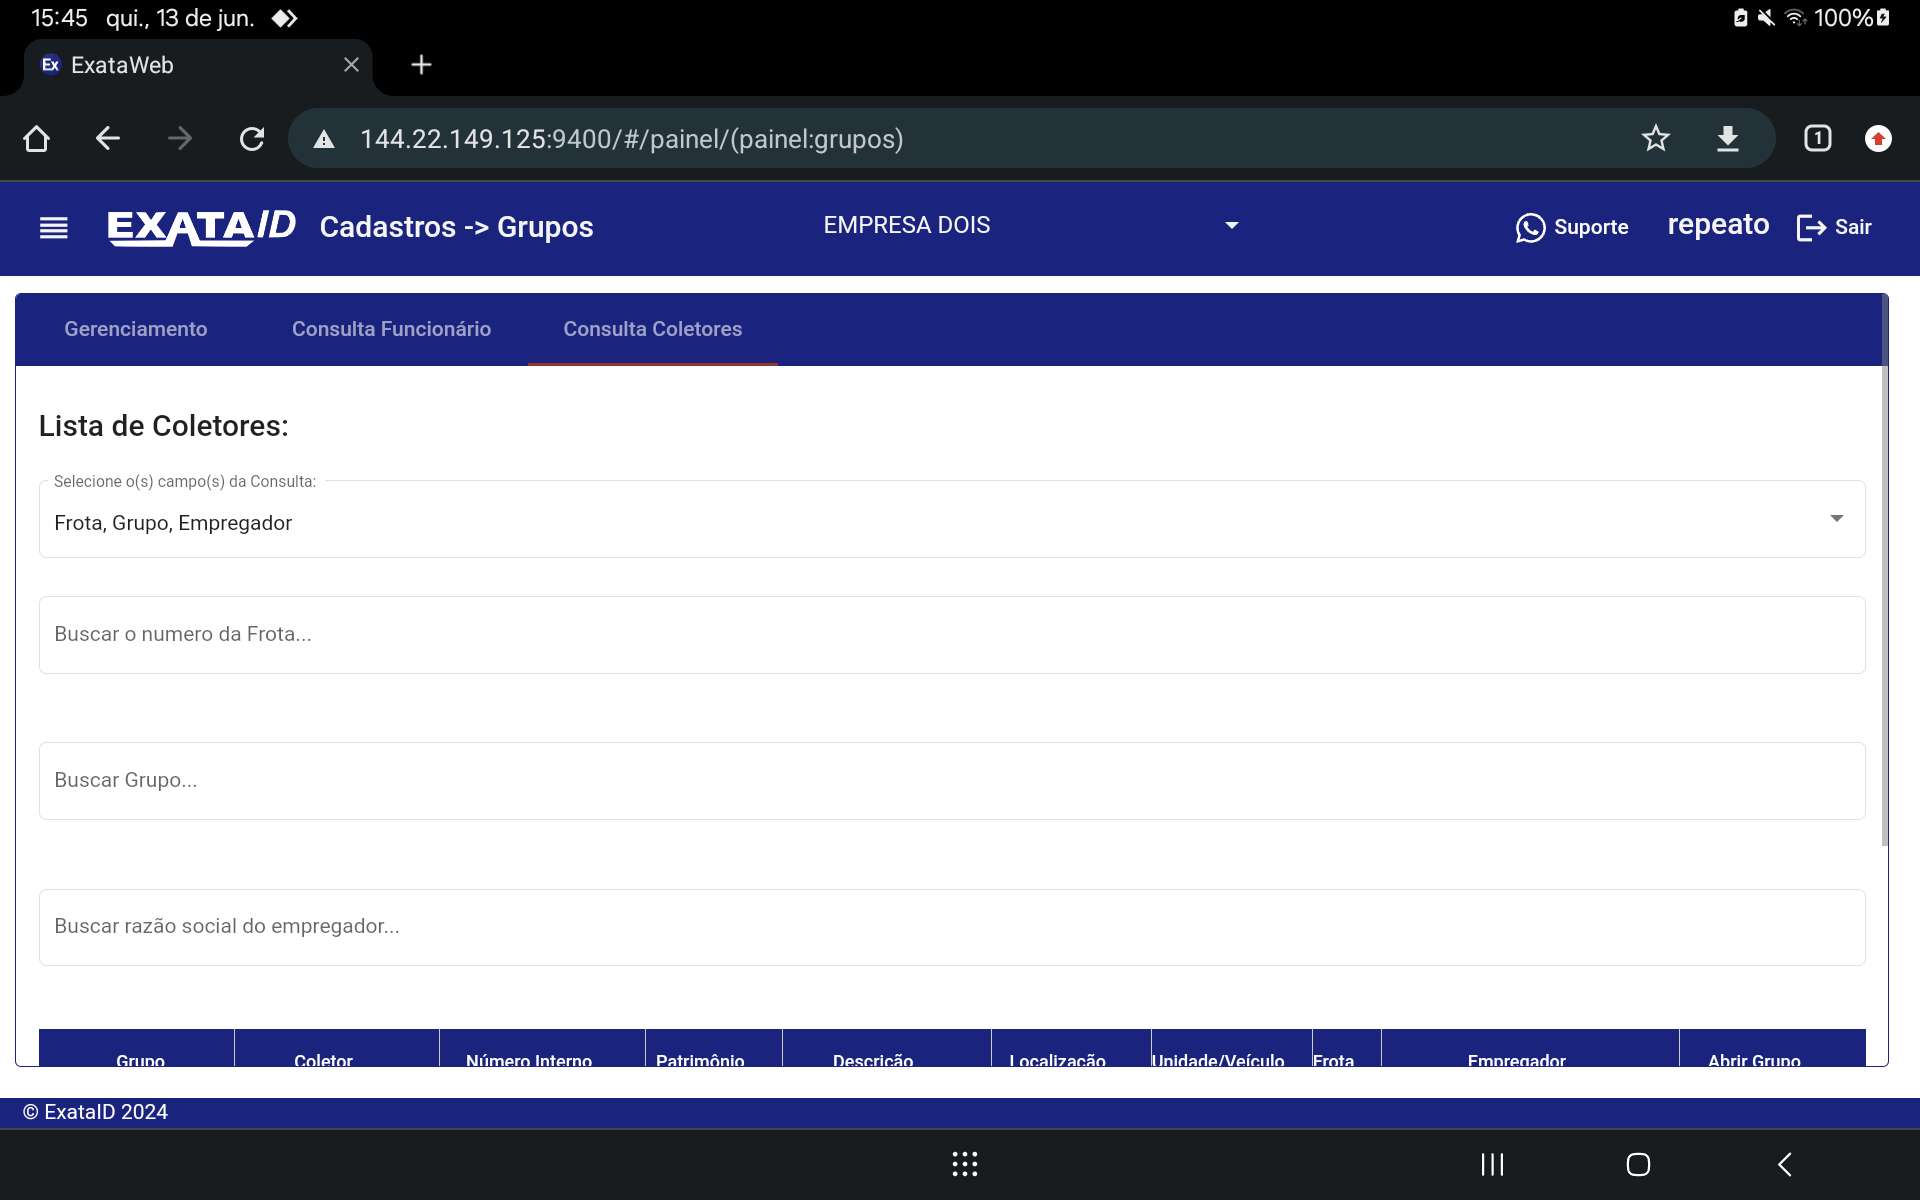 15:45 qui., 13 de jun. 100%
Ex ExataWeb
144.22.149.125:9400/#/painel/(painel:grupos) 1
EXATAID Cadastros -> Grupos EMPRESA DOIS Suporte repeato Sair
Gerenciamento Consulta Funcionário Consulta Coletores
Lista de Coletores:
Selecione o(s) campo(s) da Consulta:
Frota, Grupo, Empregador
Buscar o numero da Frota...
Buscar Grupo...
Buscar razão social do empregador...
Grupo Coletor Número Interno Patrimônio Descrição Localização Unidade/Veículo Frota Empregador Abrir Grupo
© ExataID 2024